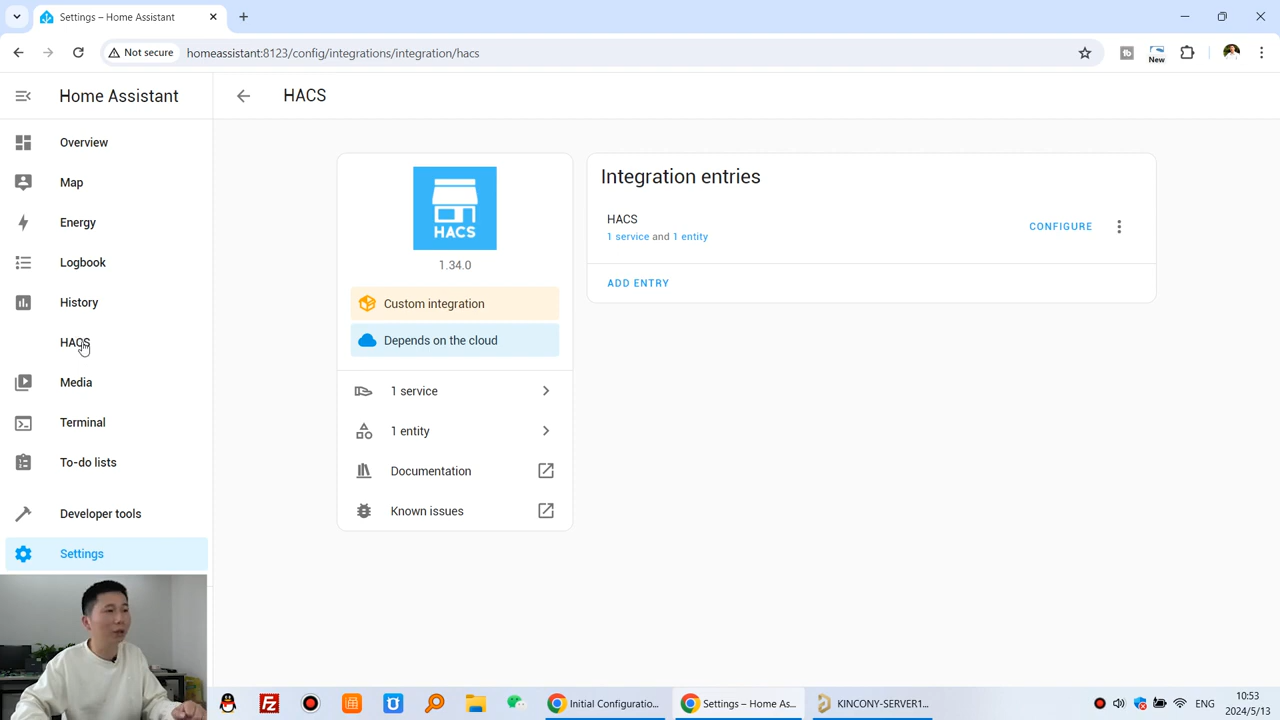 Settings – Home Assistant
Not secure
homeassistant:8123/config/integrations/integration/hacs
New
Home Assistant
HACS
Overview
Map
Energy
Logbook
History
HACS
Media
Terminal
To-do lists
Developer tools
Settings
HACS
1.34.0
Custom integration
Depends on the cloud
1 service
1 entity
Documentation
Known issues
Integration entries
HACS
1 service and 1 entity
CONFIGURE
ADD ENTRY
Initial Configuratio...
Settings – Home As...
KINCONY-SERVER1...
ENG
10:53
2024/5/13